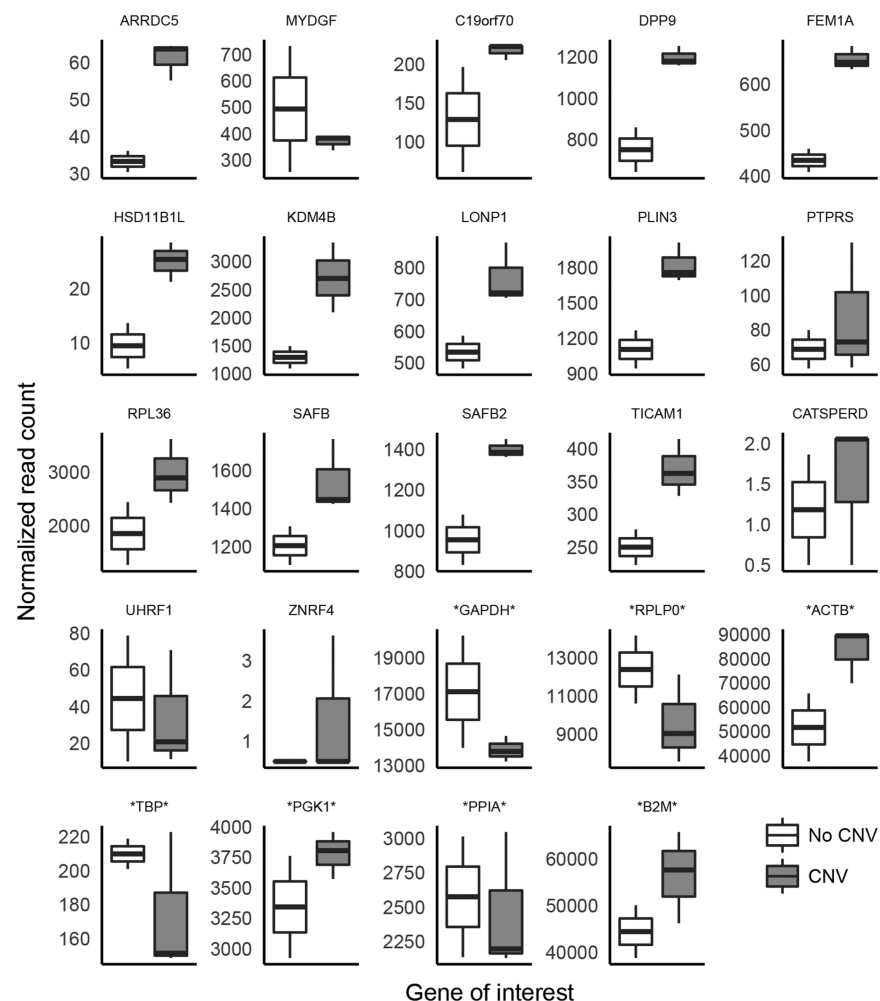 ARRDC5 MYDGF C19orf70 DPP9 FEM1A
60 50 40 30
700 600 500 400 300
200 150 100
1200 1000 800
600 500 400
HSD11B1L KDM4B LONP1 PLIN3 PTPRS
20 10
3000 2500 2000 1500 1000
800 700 600 500
1800 1500 1200 900
120 100 80 60
Normalized read count
RPL36 SAFB SAFB2 TICAM1 CATSPERD
3000 2000
1600 1400 1200
1400 1200 1000 800
400 350 300 250
2.0 1.5 1.0 0.5
UHRF1 ZNRF4 *GAPDH* *RPLP0* *ACTB*
80 60 40 20
3 2 1
19000 17000 15000 13000
13000 11000 9000
90000 80000 70000 60000 50000 40000
*TBP* *PGK1* *PPIA* *B2M*
220 200 180 160
4000 3750 3500 3250 3000
3000 2750 2500 2250
60000 50000 40000
No CNV
CNV
Gene of interest